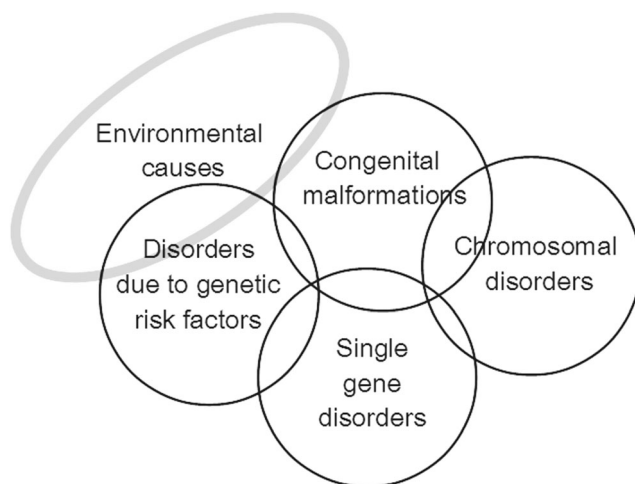 Environmental
causes
Congenital
malformations
Chromosomal
disorders
Disorders
due to genetic
risk factors
Single
gene
disorders